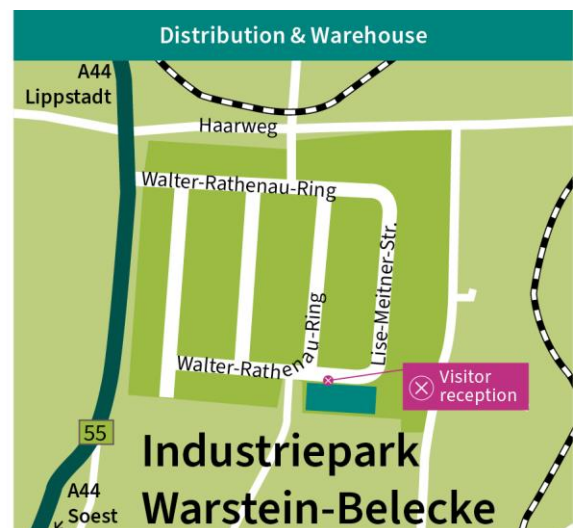 Distribution & Warehouse
A44
Lippstadt
Haarweg
Walter-Rathenau-Ring
Lise-Meitner-Str.
Walter-Rathenau-Ring
Visitor
reception
55
Industriepark
Warstein-Belecke
A44
Soest